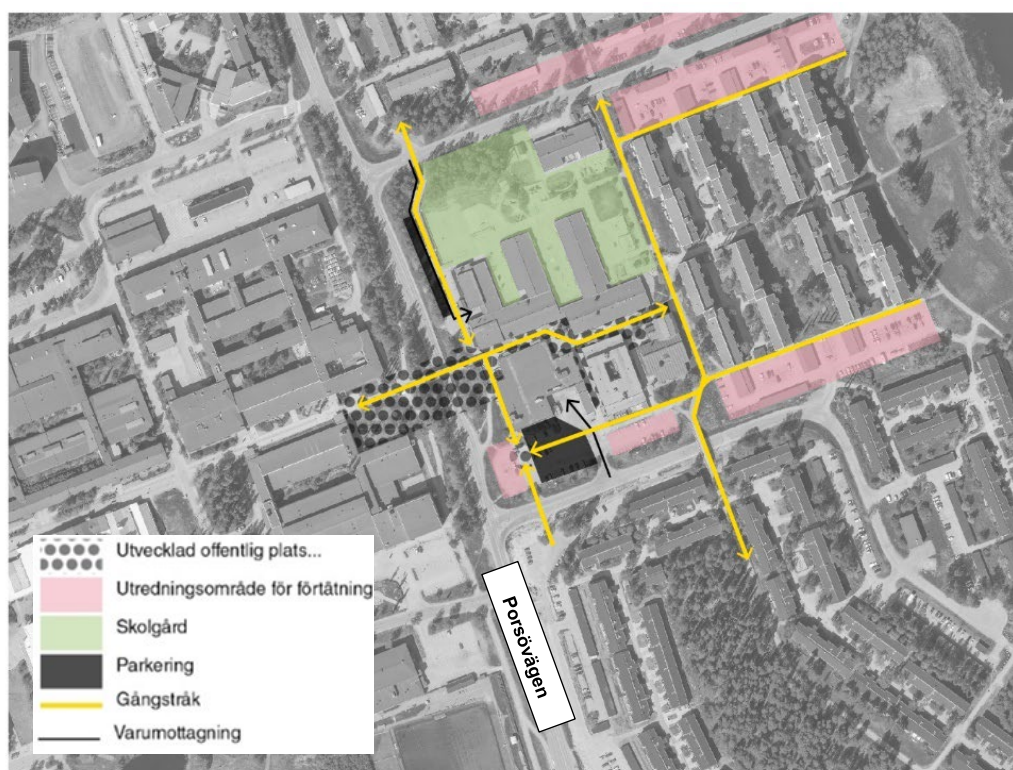 Utvecklad offentlig plats...
Utredningsområde för förtätning
Skolgård
Parkering
Gångstråk
Varumottagning
Porsövägen